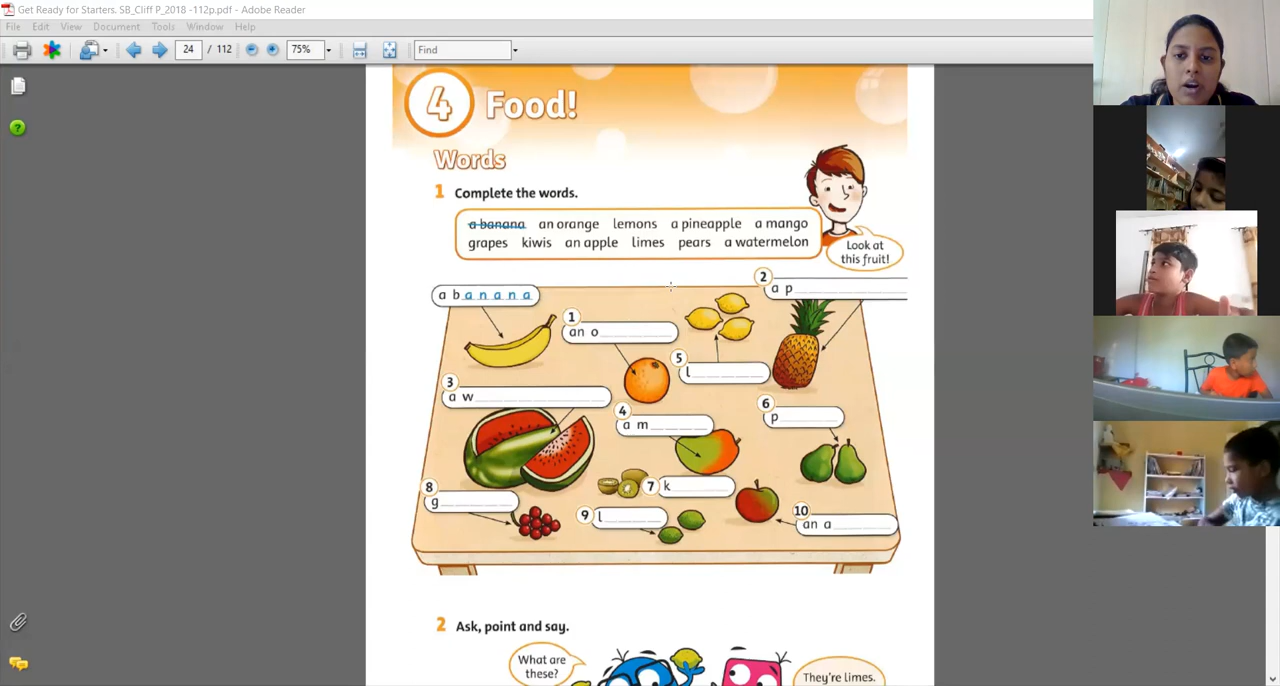 Get Ready for Starters. SB_Cliff P_2018 -112p.pdf - Adobe Reader
File Edit View Document Tools Window Help
24 / 112 75% Find
4 Food!
Words
1 Complete the words.
a banana an orange lemons a pineapple a mango
grapes kiwis an apple limes pears a watermelon
Look at
this fruit!
2
a p
a b a n a n a
1
an o
5
l
3
a w
4
a m
6
p
8
g
7 k
9 l
10
an a
2 Ask, point and say.
What are
these?
They're limes.